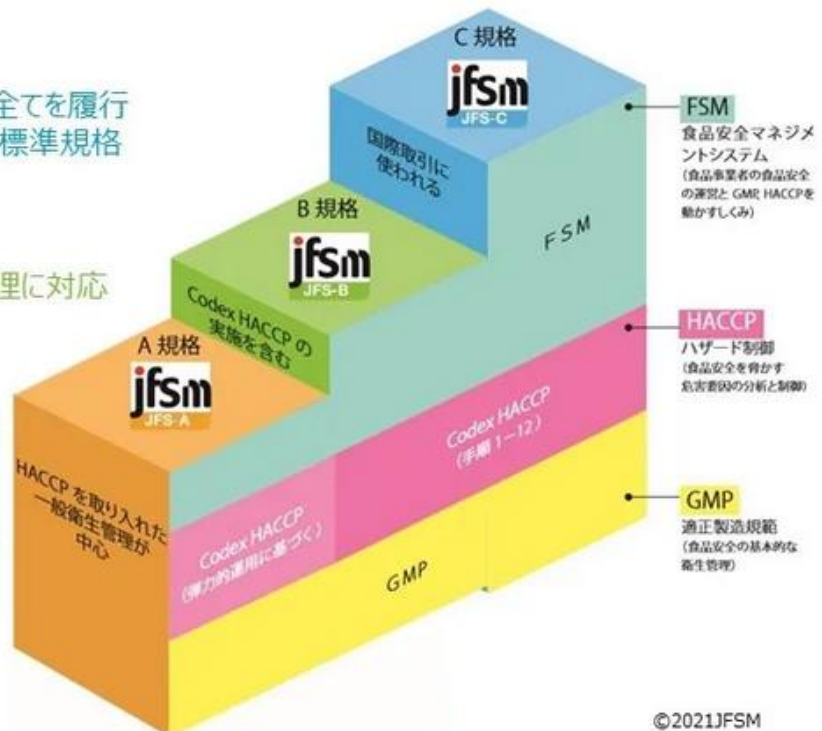 全てを履行
標準規格
理に対応
C 規格
jfsm
JFS-C
国際取引に
使われる
B 規格
jfsm
JFS-B
Codex HACCP の
実施を含む
A 規格
jfsm
JFS-A
HACCP を取り入れた
一般衛生管理が
中心
FSM
Codex HACCP
(手順 1－12)
Codex HACCP
(弾力的運用に基づく)
GMP
FSM
食品安全マネジメ
ントシステム
(食品事業者の食品安全
の運営と GMP, HACCPを
動かすしくみ)
HACCP
ハザード制御
(食品安全を脅かす
危害要因の分析と制御)
GMP
適正製造規範
(食品安全の基本的な
衛生管理)
©2021JFSM